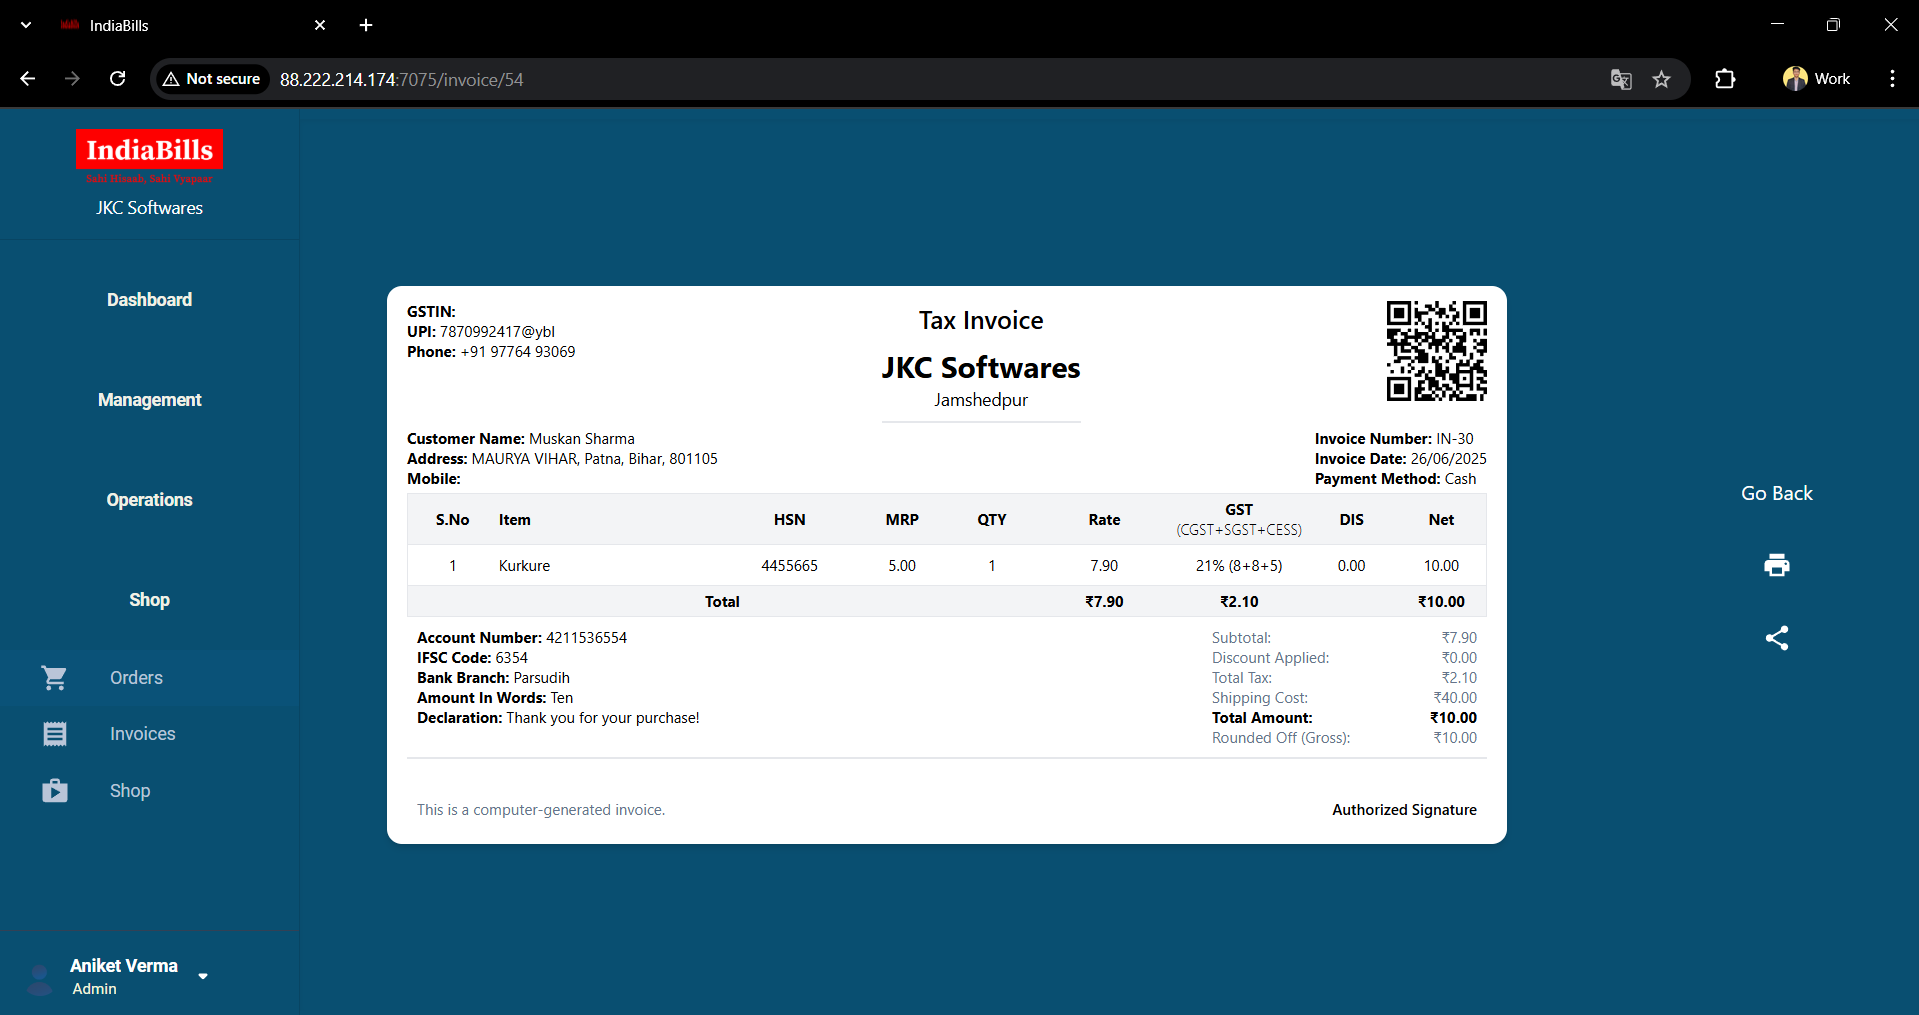 IndiaBills
Not secure
88.222.214.174:7075/invoice/54
Work
IndiaBills
Sahi Hisaab, Sahi Vyapaar
JKC Softwares
Dashboard
Management
Operations
Shop
Orders
Invoices
Shop
Aniket Verma
Admin
GSTIN:
UPI: 7870992417@ybl
Phone: +91 97764 93069
Tax Invoice
JKC Softwares
Jamshedpur
Customer Name: Muskan Sharma
Address: MAURYA VIHAR, Patna, Bihar, 801105
Mobile:
Invoice Number: IN-30
Invoice Date: 26/06/2025
Payment Method: Cash
S.No Item HSN MRP QTY Rate GST (CGST+SGST+CESS) DIS Net
1 Kurkure 4455665 5.00 1 7.90 21% (8+8+5) 0.00 10.00
Total ₹7.90 ₹2.10 ₹10.00
Account Number: 4211536554
IFSC Code: 6354
Bank Branch: Parsudih
Amount In Words: Ten
Declaration: Thank you for your purchase!
Subtotal: ₹7.90
Discount Applied: ₹0.00
Total Tax: ₹2.10
Shipping Cost: ₹40.00
Total Amount: ₹10.00
Rounded Off (Gross): ₹10.00
This is a computer-generated invoice.
Authorized Signature
Go Back